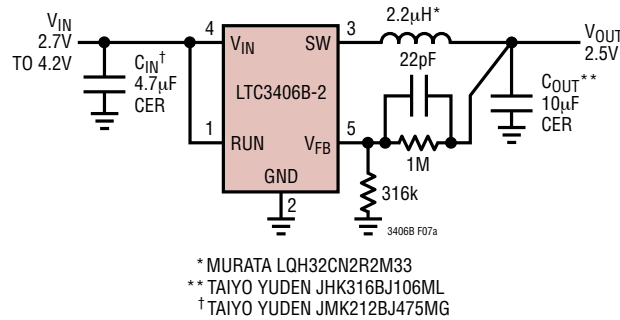 VIN
2.7V
TO 4.2V
CIN†
4.7µF
CER
4
VIN
SW
3
2.2µH*
22pF
VOUT
2.5V
COUT**
10µF
CER
LTC3406B-2
1
RUN
VFB
5
1M
GND
2
316k
3406B F07a
*MURATA LQH32CN2R2M33
**TAIYO YUDEN JHK316BJ106ML
†TAIYO YUDEN JMK212BJ475MG